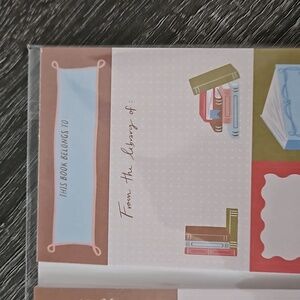 THIS BOOK BELONGS TO
From the library of: